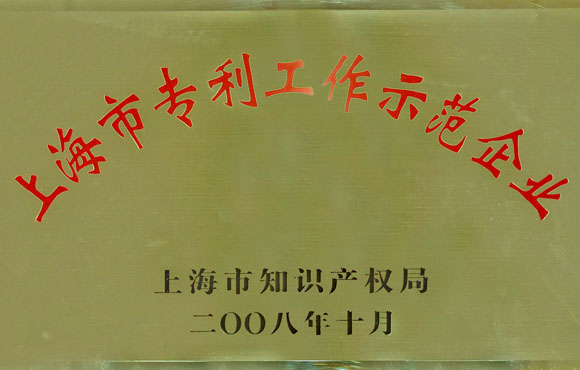 上海市专利工作示范企业
上海市知识产权局
二〇〇八年十月